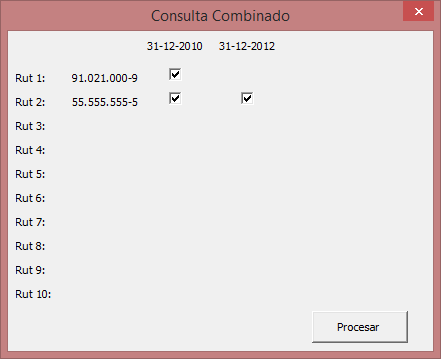 Consulta Combinado
31-12-2010 31-12-2012
Rut 1: 91.021.000-9
Rut 2: 55.555.555-5
Rut 3:
Rut 4:
Rut 5:
Rut 6:
Rut 7:
Rut 8:
Rut 9:
Rut 10:
Procesar